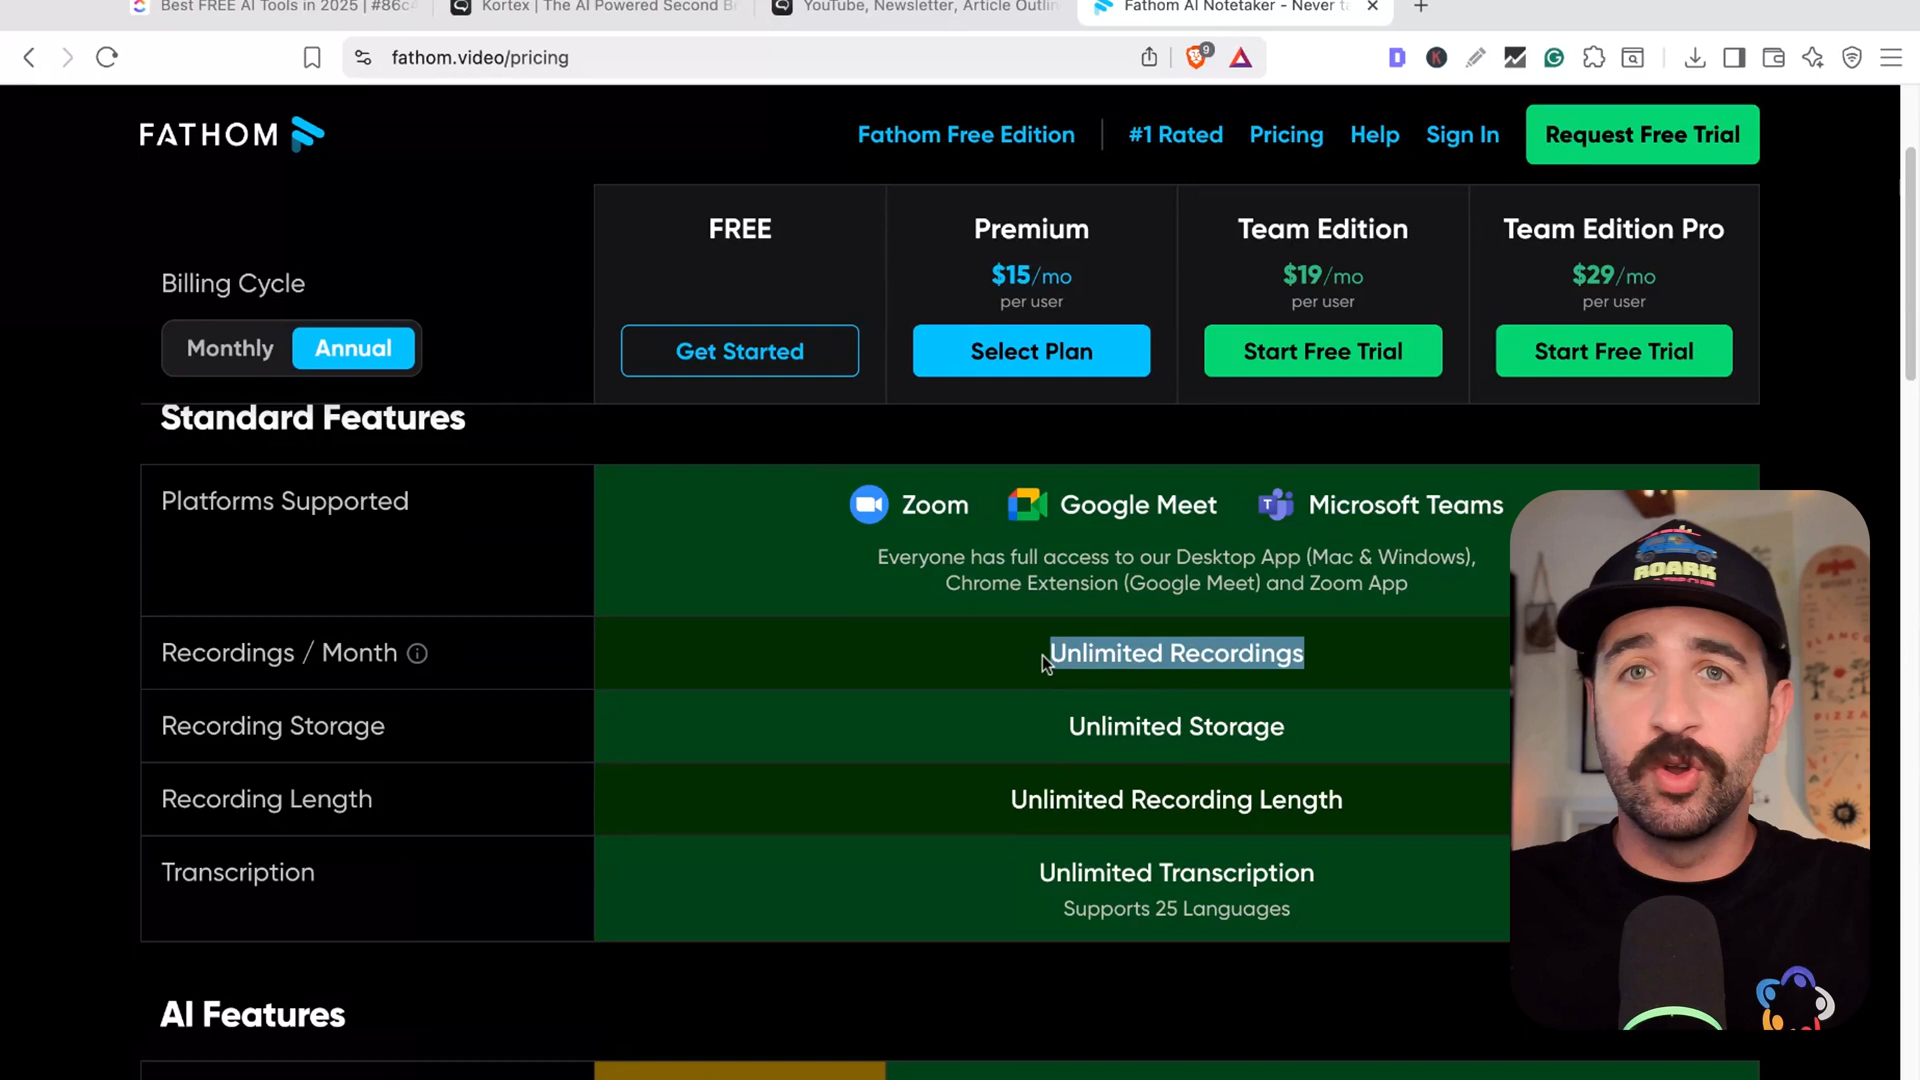 Best FREE AI Tools in 2025 | #86c
Kortex | The AI Powered Second B
YouTube, Newsletter, Article Outlin
Fathom AI Notetaker - Never t
fathom.video/pricing
9
FATHOM
Fathom Free Edition
#1 Rated
Pricing
Help
Sign In
Request Free Trial
Billing Cycle
Monthly
Annual
FREE
Get Started
Premium
$15/mo
per user
Select Plan
Team Edition
$19/mo
per user
Start Free Trial
Team Edition Pro
$29/mo
per user
Start Free Trial
Standard Features
Platforms Supported
Zoom
Google Meet
Microsoft Teams
Everyone has full access to our Desktop App (Mac & Windows),
Chrome Extension (Google Meet) and Zoom App
Recordings / Month
Unlimited Recordings
Recording Storage
Unlimited Storage
Recording Length
Unlimited Recording Length
Transcription
Unlimited Transcription
Supports 25 Languages
AI Features
ROARK
PIZZA